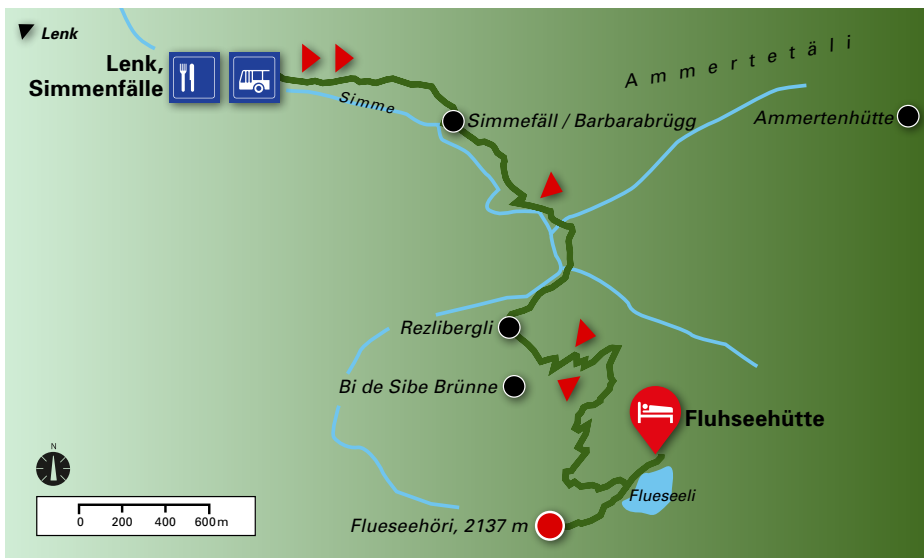 Lenk
Lenk,
Simmenfälle
Simme
Ammertetäli
Simmefäll / Barbarabrügg
Ammertenhütte
Rezlibergli
Bi de Sibe Brünne
Fluhseehütte
Flueseeli
Flueseehöri, 2137 m
N
0 200 400 600 m